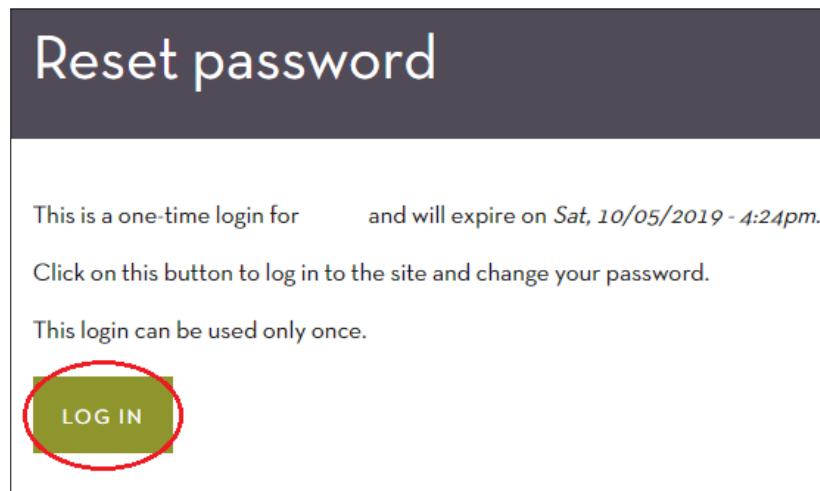 Reset password
This is a one-time login for and will expire on Sat, 10/05/2019 - 4:24pm.
Click on this button to log in to the site and change your password.
This login can be used only once.
LOG IN